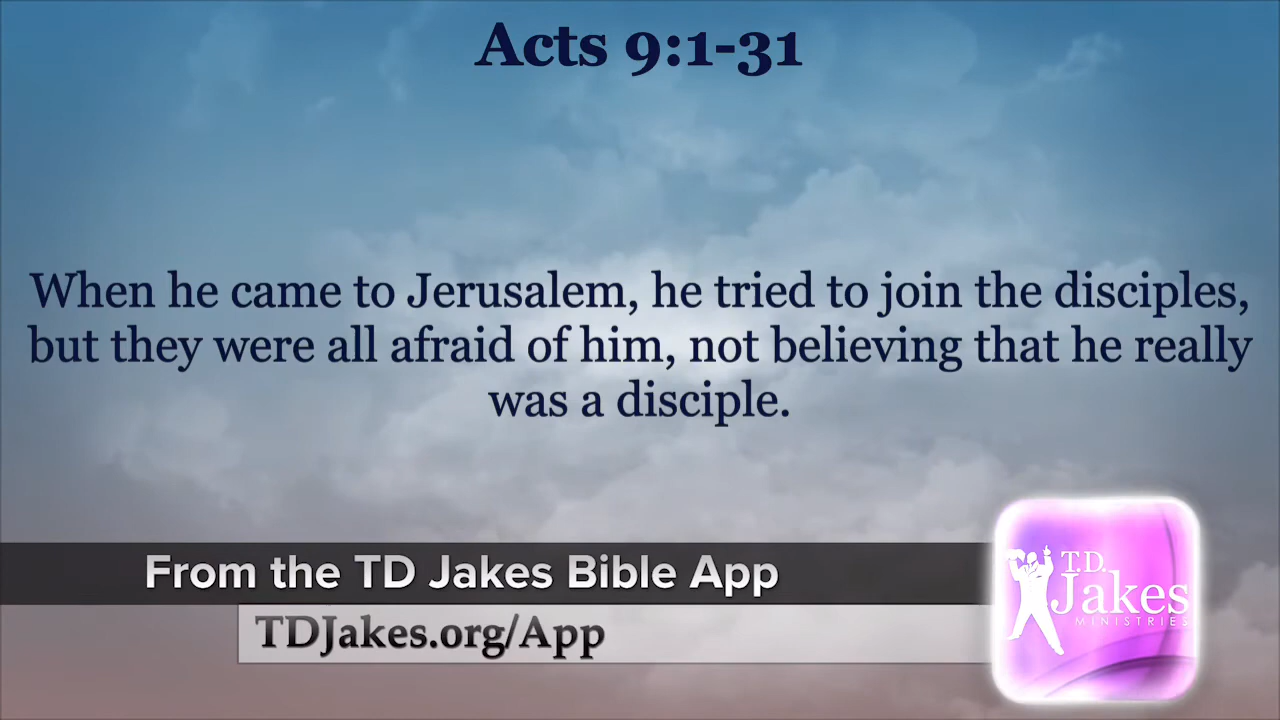 Acts 9:1-31
When he came to Jerusalem, he tried to join the disciples,
but they were all afraid of him, not believing that he really
was a disciple.
From the TD Jakes Bible App
TDJakes.org/App
T.D.
Jakes
MINISTRIES